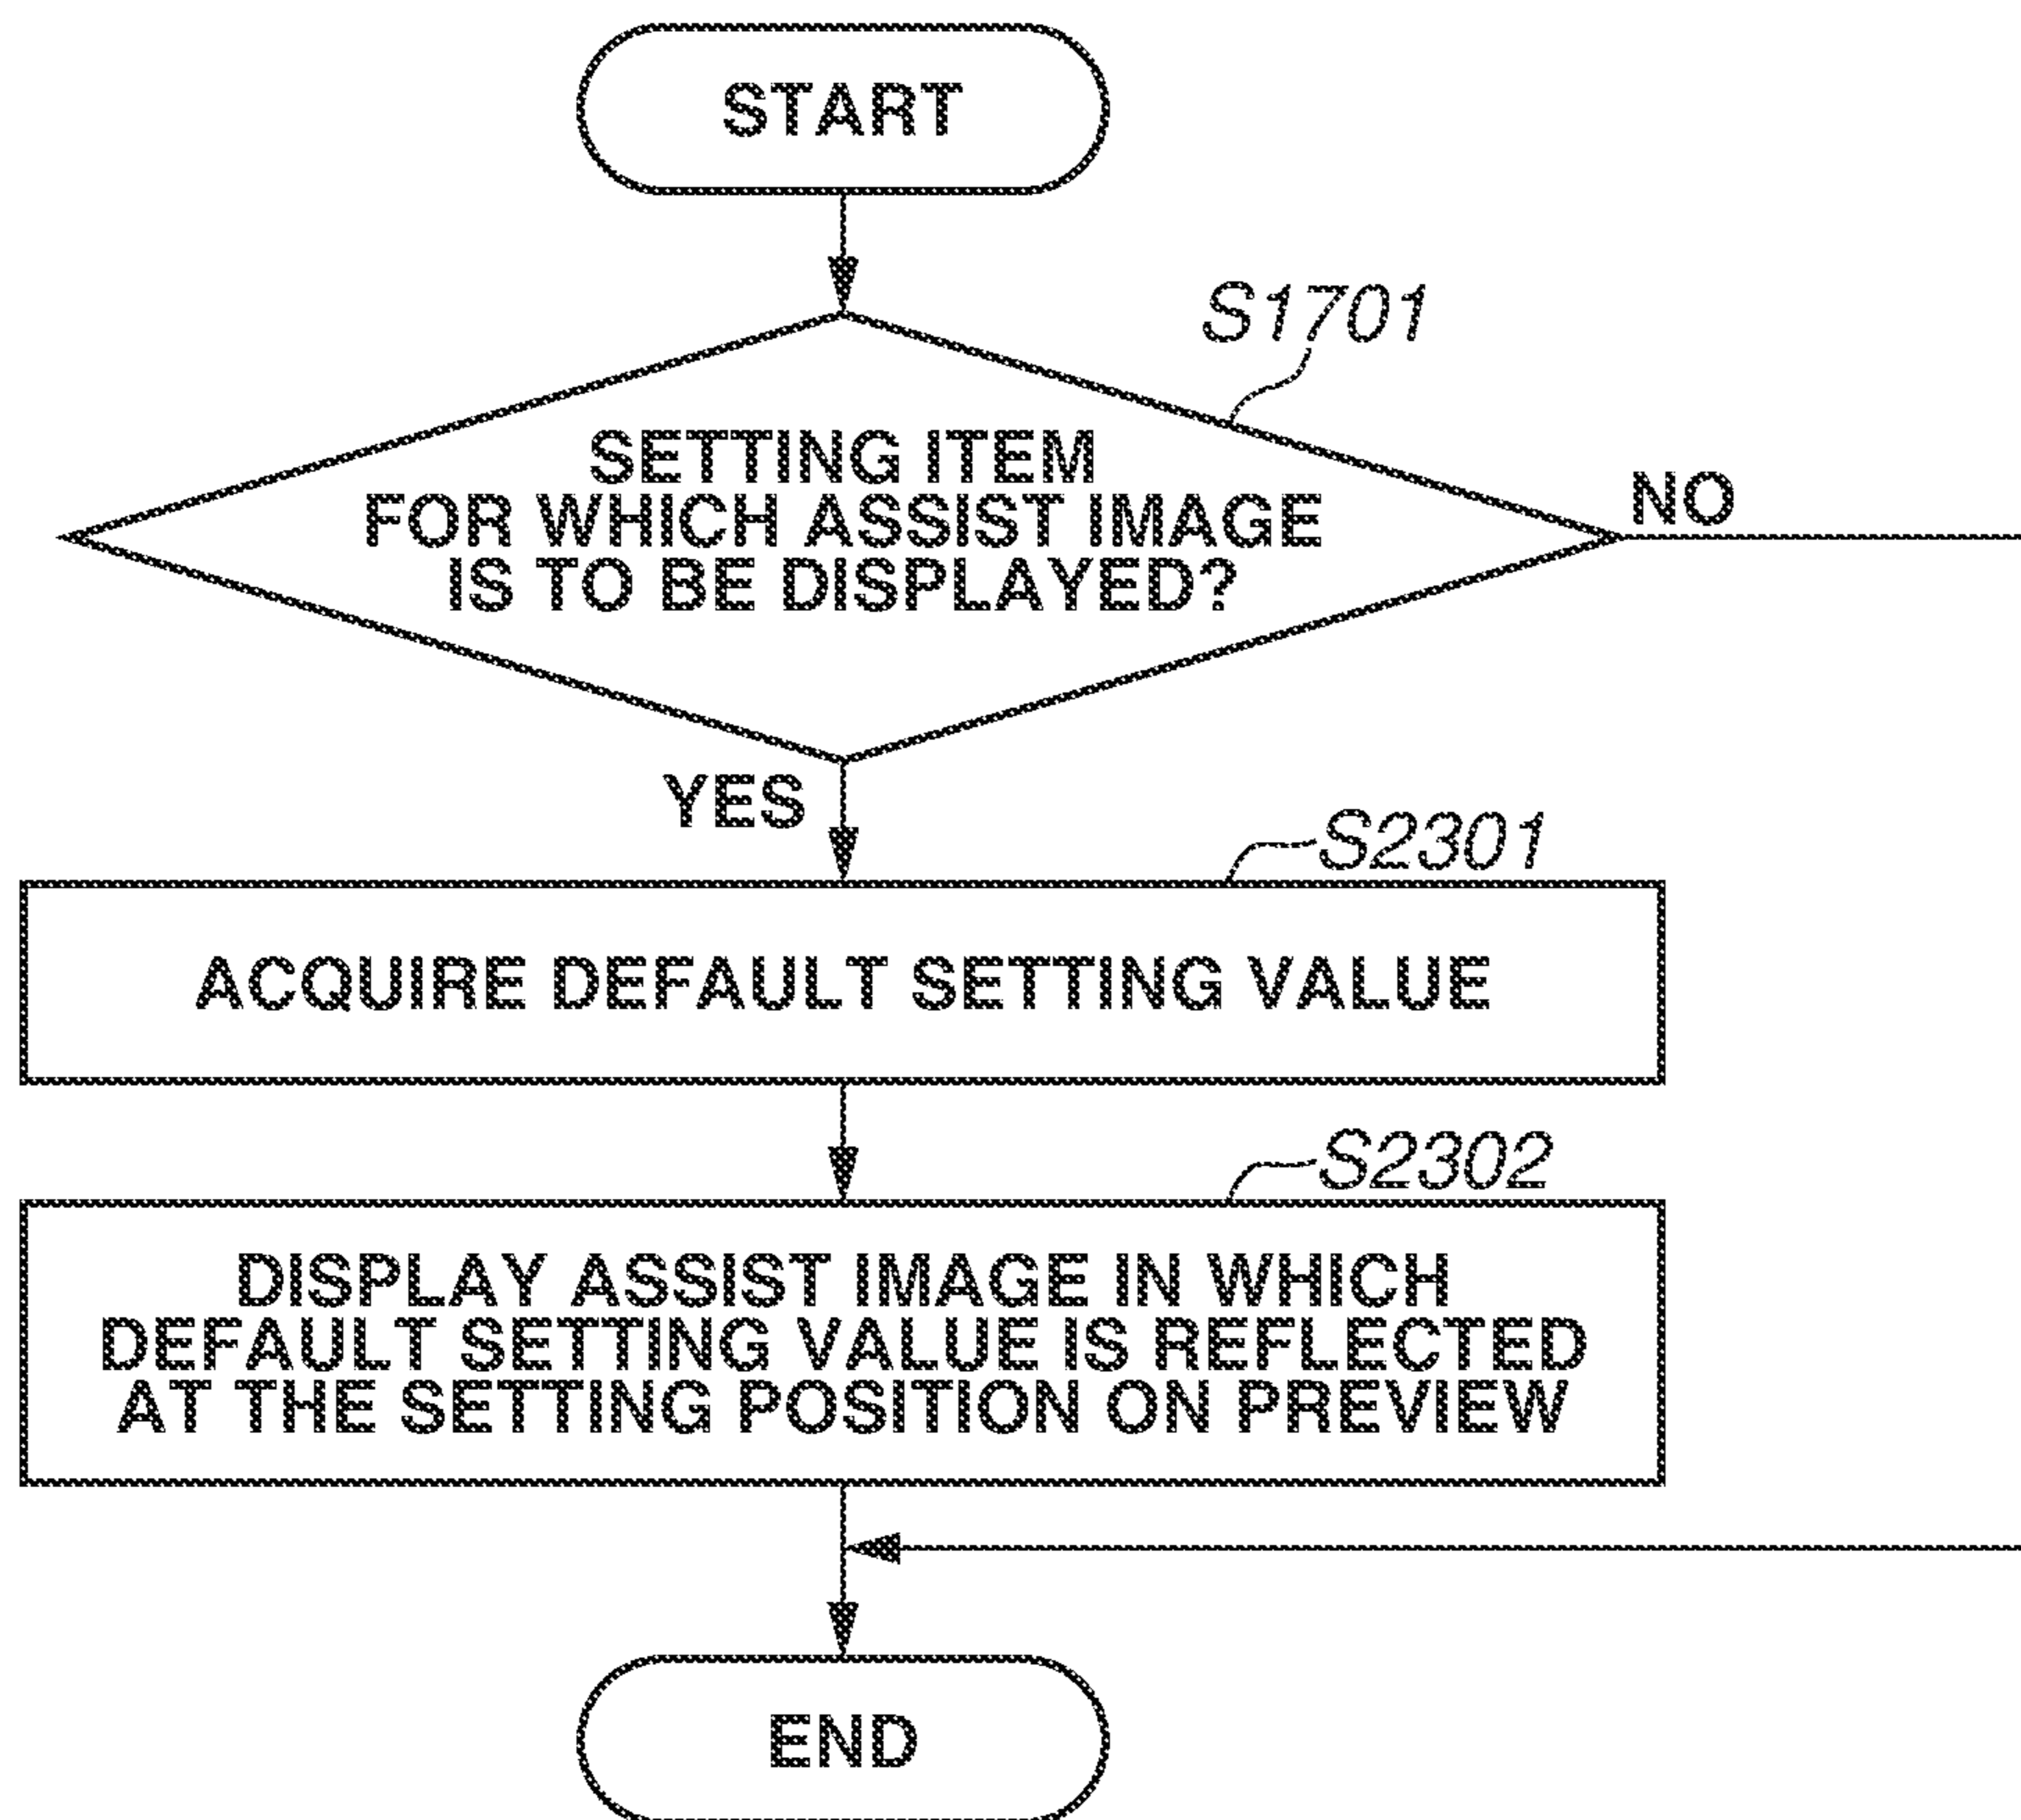 START
S1701
SETTING ITEM
FOR WHICH ASSIST IMAGE
IS TO BE DISPLAYED?
NO
YES
S2301
ACQUIRE DEFAULT SETTING VALUE
S2302
DISPLAY ASSIST IMAGE IN WHICH
DEFAULT SETTING VALUE IS REFLECTED
AT THE SETTING POSITION ON PREVIEW
END